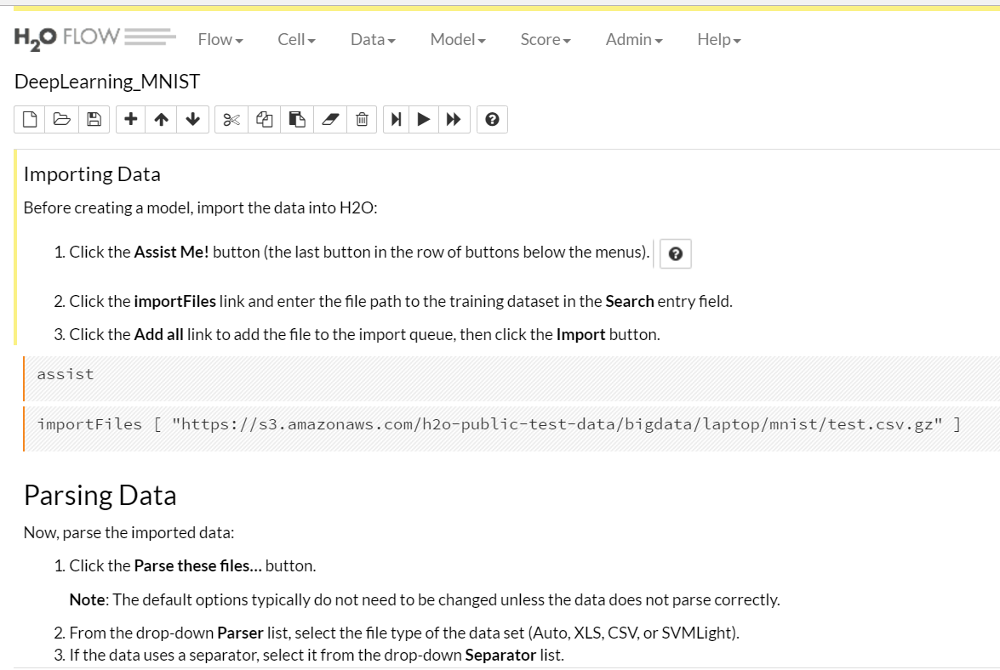 H2O FLOW Flow Cell Data Model Score Admin Help
DeepLearning_MNIST
Importing Data
Before creating a model, import the data into H2O:
1. Click the Assist Me! button (the last button in the row of buttons below the menus).
2. Click the importFiles link and enter the file path to the training dataset in the Search entry field.
3. Click the Add all link to add the file to the import queue, then click the Import button.
assist
importFiles [ "https://s3.amazonaws.com/h2o-public-test-data/bigdata/laptop/mnist/test.csv.gz" ]
Parsing Data
Now, parse the imported data:
1. Click the Parse these files... button.
Note: The default options typically do not need to be changed unless the data does not parse correctly.
2. From the drop-down Parser list, select the file type of the data set (Auto, XLS, CSV, or SVMLight).
3. If the data uses a separator, select it from the drop-down Separator list.